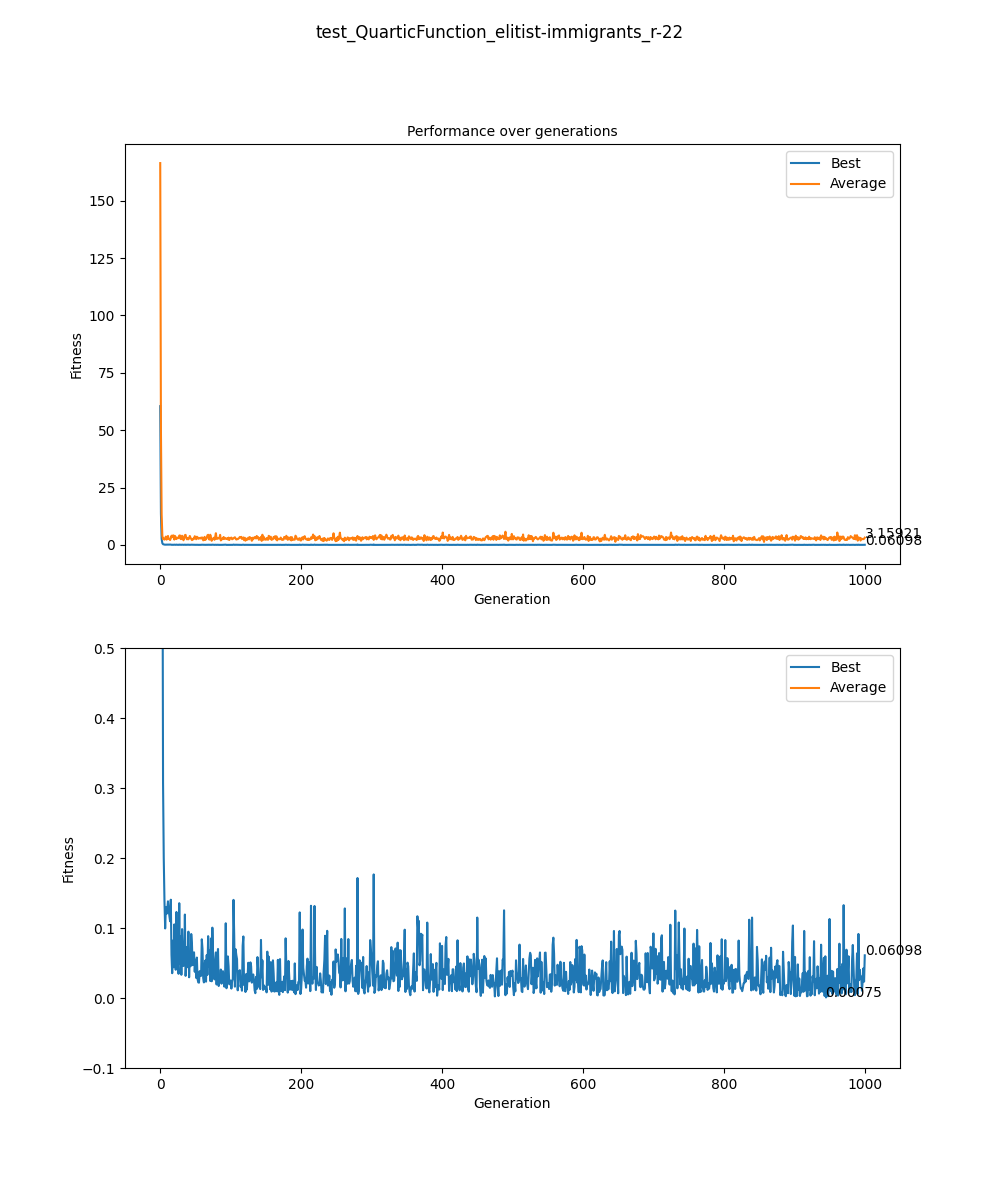 test_QuarticFunction_elitist-immigrants_r-22
Performance over generations
Best
Average
150
125
100
75
50
25
0
Fitness
3.15921
0.06098
0 200 400 600 800 1000
Generation
Best
Average
0.5
0.4
0.3
0.2
0.1
0.0
−0.1
Fitness
0.06098
0.00075
0 200 400 600 800 1000
Generation